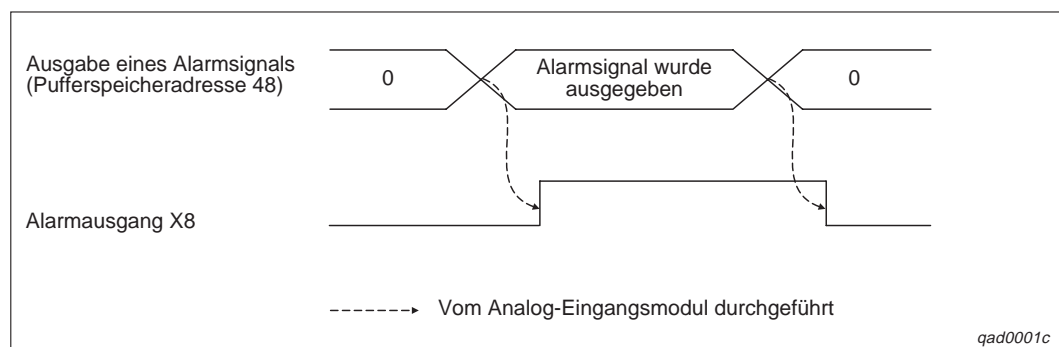 Ausgabe eines Alarmsignals
(Pufferspeicheradresse 48)
0
Alarmsignal wurde
ausgegeben
0
Alarmausgang X8
Vom Analog-Eingangsmodul durchgeführt
qad0001c